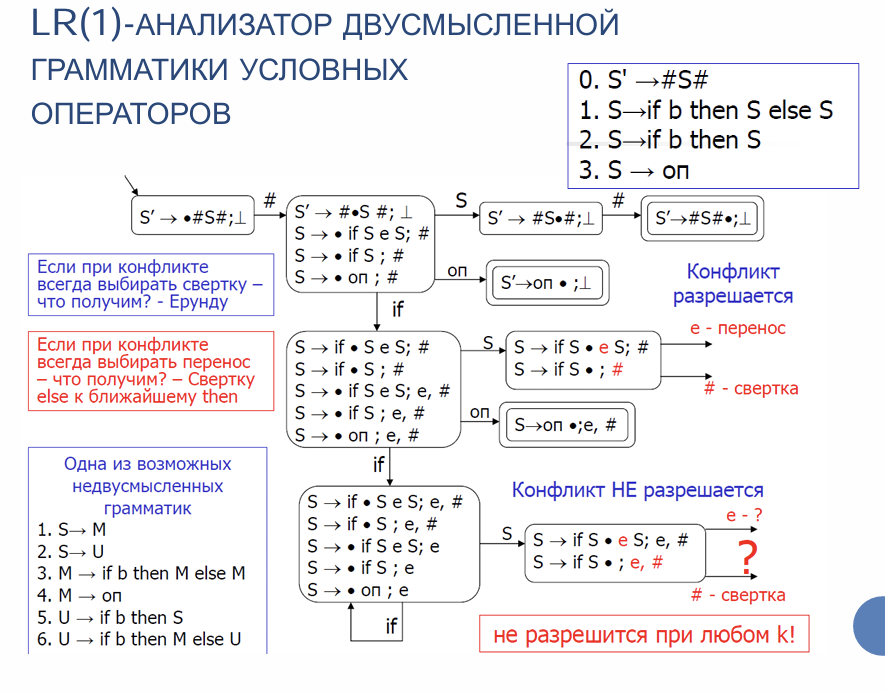 LR(1)-АНАЛИЗАТОР ДВУСМЫСЛЕННОЙ
ГРАММАТИКИ УСЛОВНЫХ
ОПЕРАТОРОВ
0. S' →#S#
1. S→if b then S else S
2. S→if b then S
3. S → оп
S′ → •#S#;⊥
#
S′ → #•S #; ⊥
S → • if S e S; #
S → • if S ; #
S → • оп ; #
S
S′ → #S•#;⊥
#
S′→#S#•;⊥
оп
S′→оп • ;⊥
if
Если при конфликте
всегда выбирать свертку –
что получим? - Ерунду
Конфликт
разрешается
Если при конфликте
всегда выбирать перенос
– что получим? – Свертку
else к ближайшему then
S → if • S e S; #
S → if • S ; #
S → • if S e S; e, #
S → • if S ; e, #
S → • оп ; e, #
S
S → if S • e S; #
S → if S • ; #
е - перенос
# - свертка
оп
S→оп •;e, #
if
Одна из возможных
недвусмысленных
грамматик
1. S→ M
2. S→ U
3. M → if b then M else M
4. M → оп
5. U → if b then S
6. U → if b then M else U
S → if • S e S; e, #
S → if • S ; e, #
S → • if S e S; e
S → • if S ; e
S → • оп ; e
if
Конфликт НЕ разрешается
S
S → if S • e S; e, #
S → if S • ; e, #
е - ?
?
# - свертка
не разрешится при любом k!